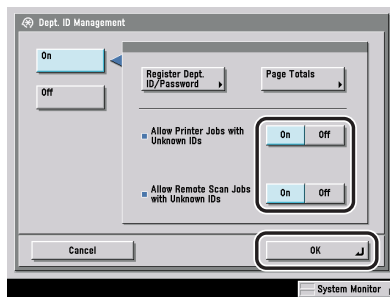 Dept. ID Management
On
Off
Register Dept.
ID/Password
Page Totals
Allow Printer Jobs with
Unknown IDs
On Off
Allow Remote Scan Jobs
with Unknown IDs
On Off
Cancel
OK
System Monitor